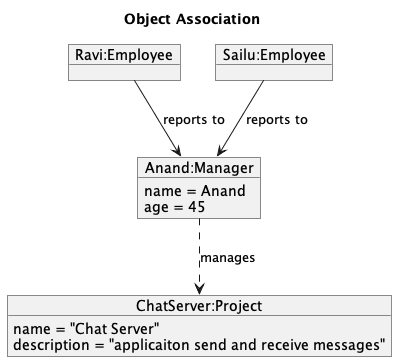 Object Association
Ravi:Employee
Sailu:Employee
reports to
reports to
Anand:Manager
name = Anand
age = 45
manages
ChatServer:Project
name = "Chat Server"
description = "applicaiton send and receive messages"